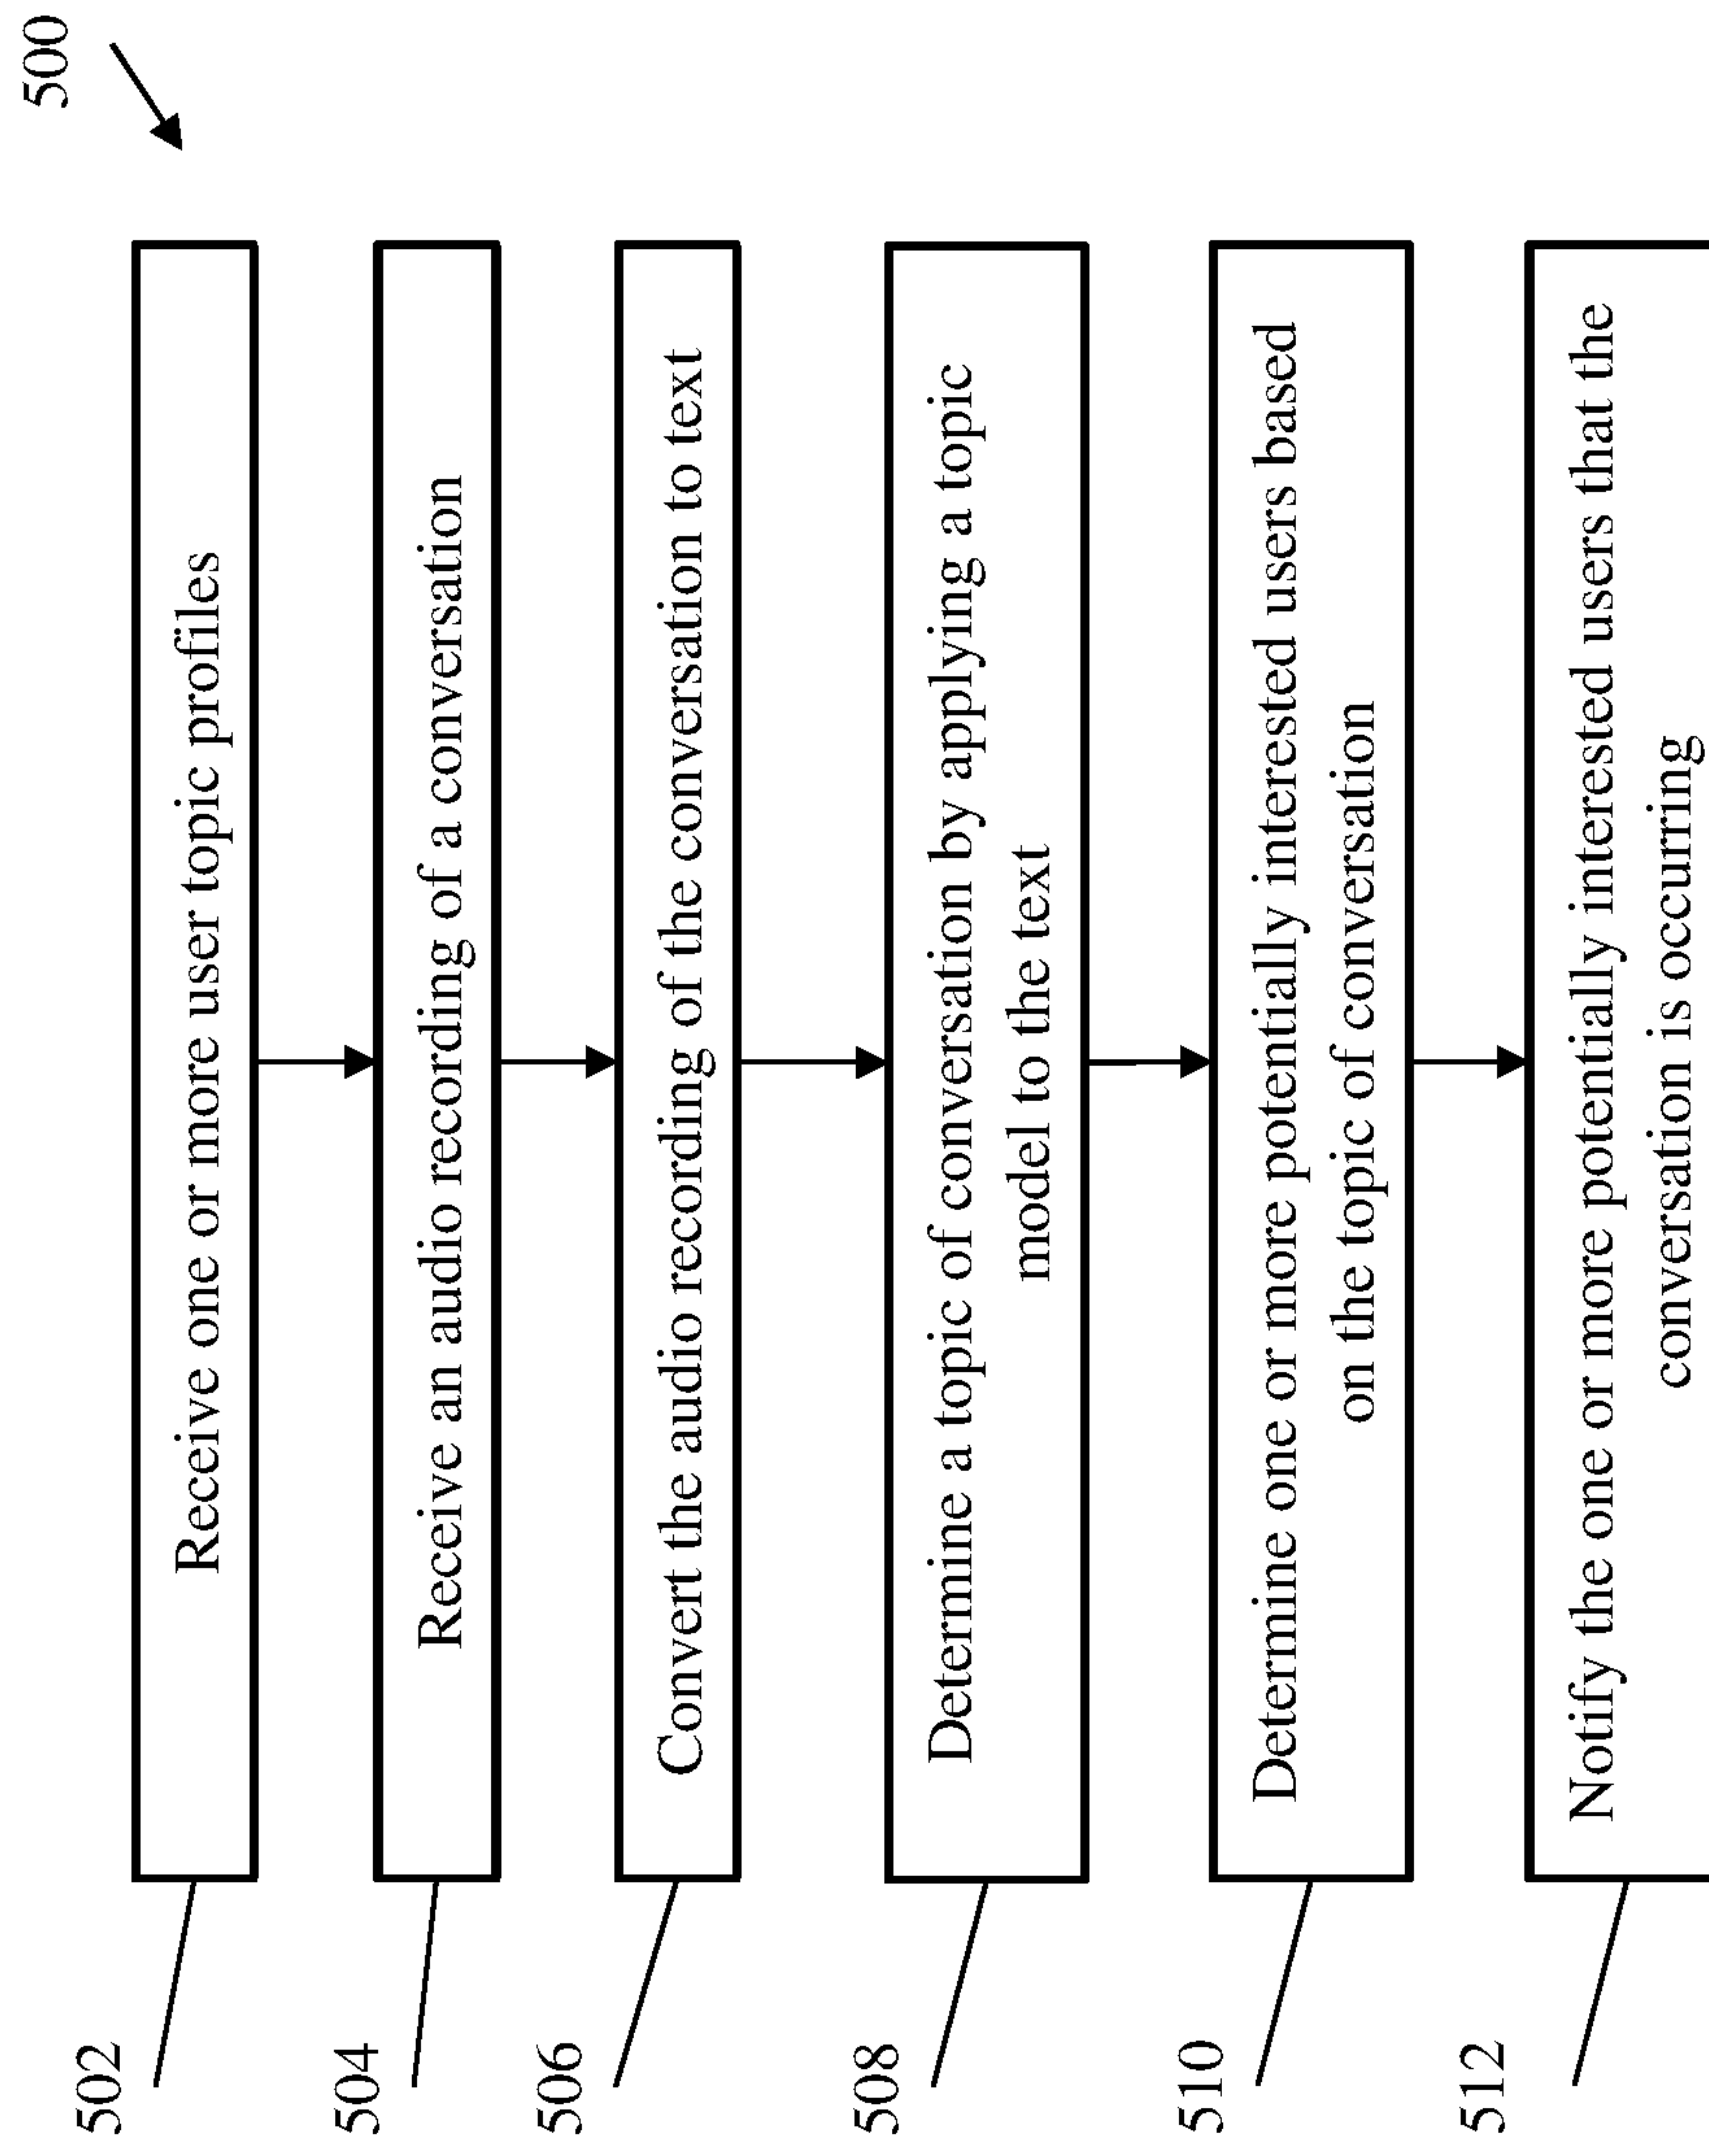 500
502
Receive one or more user topic profiles
504
Receive an audio recording of a conversation
506
Convert the audio recording of the conversation to text
508
Determine a topic of conversation by applying a topic
model to the text
510
Determine one or more potentially interested users based
on the topic of conversation
512
Notify the one or more potentially interested users that the
conversation is occurring